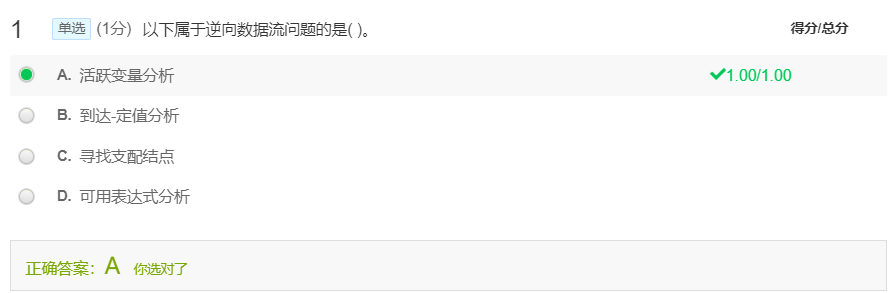 1 单选 (1分) 以下属于逆向数据流问题的是( )。 得分/总分
A. 活跃变量分析 1.00/1.00
B. 到达-定值分析
C. 寻找支配结点
D. 可用表达式分析
正确答案：A 你选对了